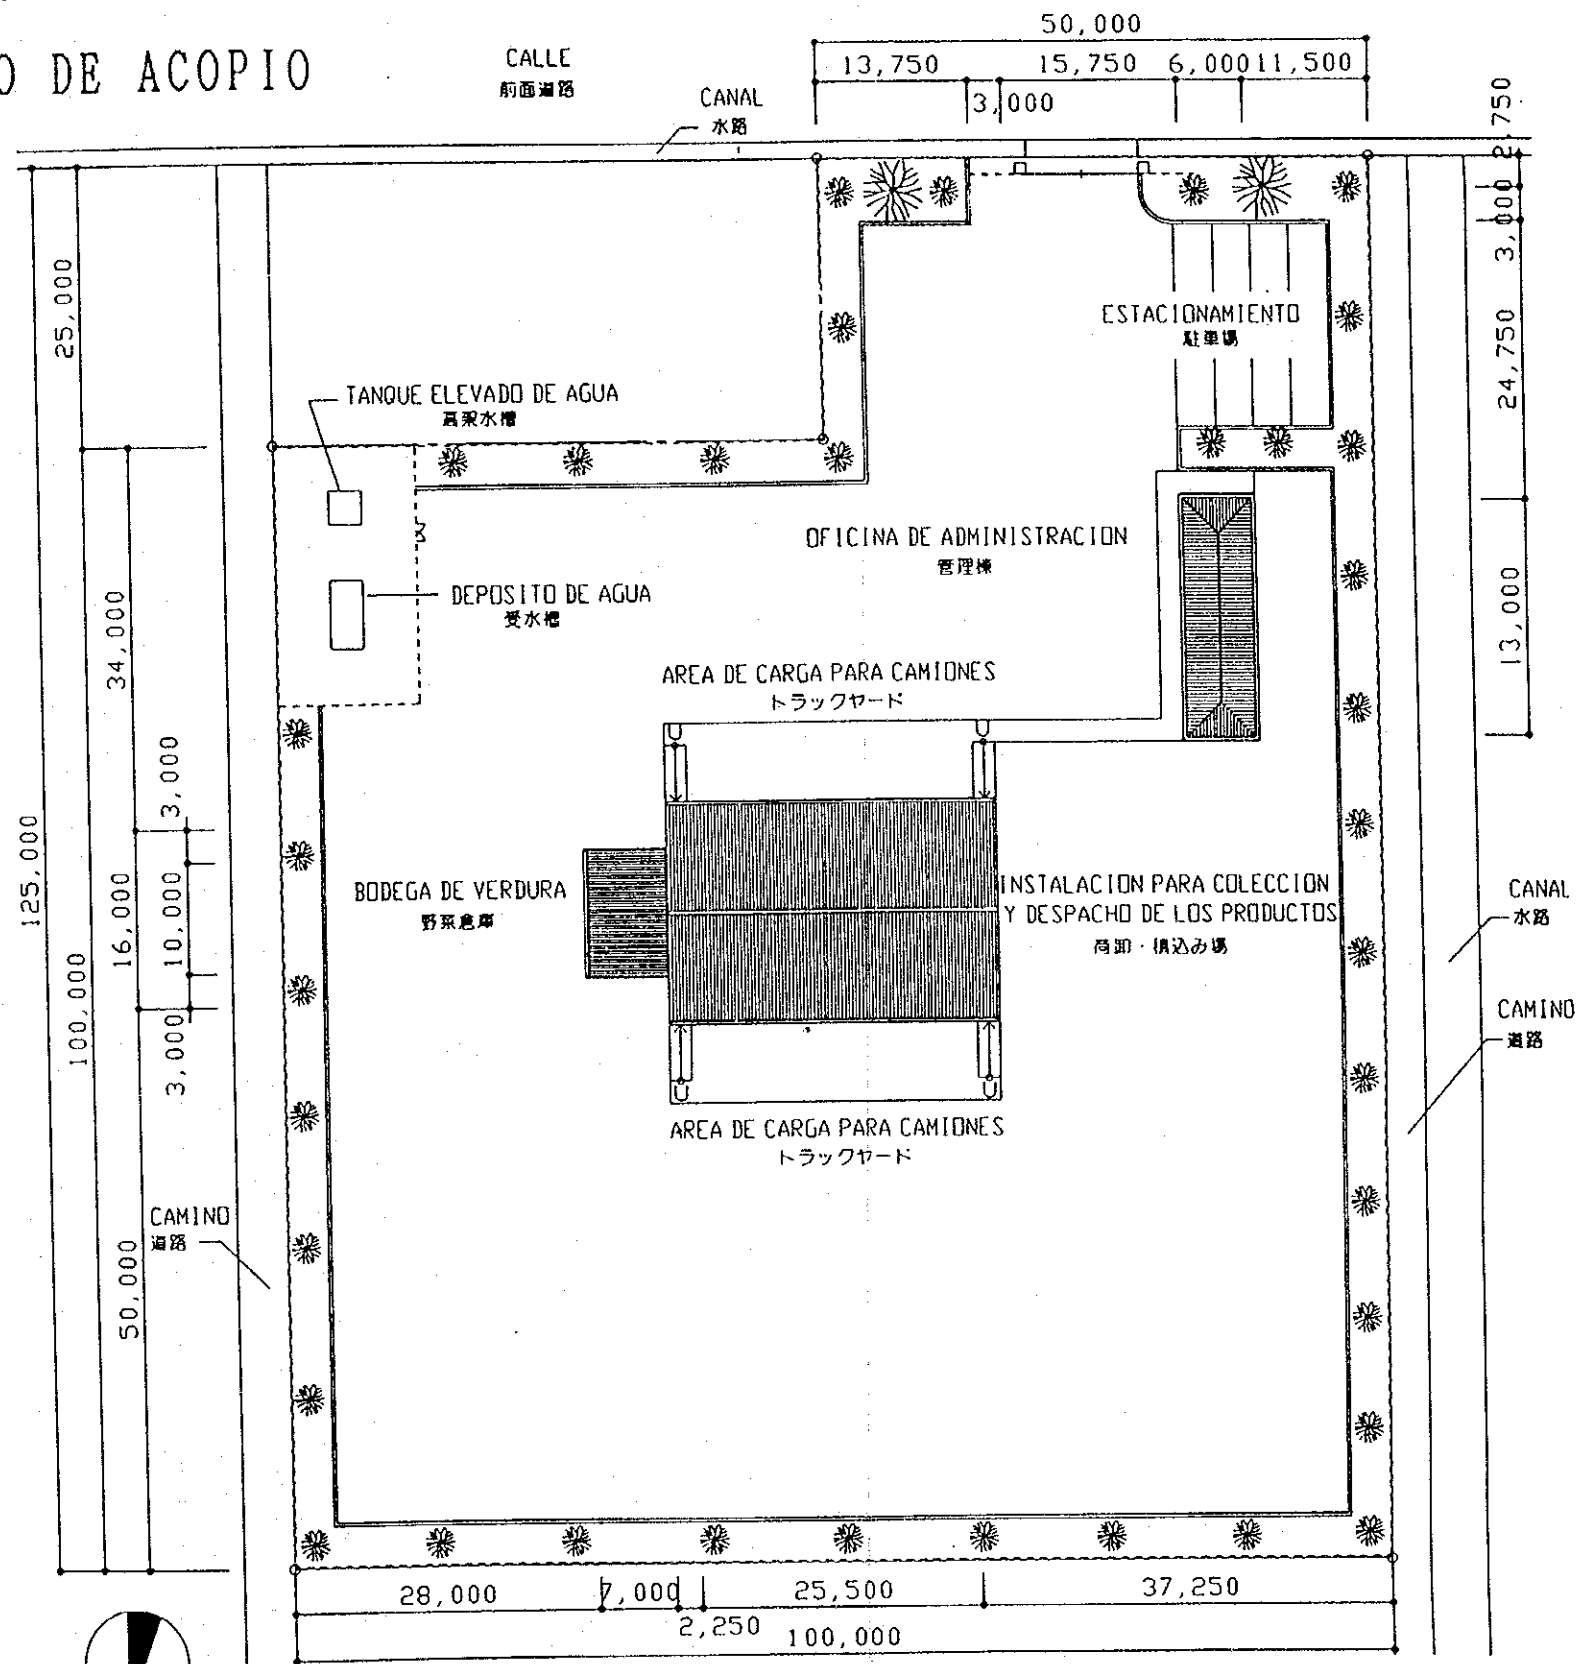 O DE ACOPIO
CALLE
前面道路
CANAL
水路
50,000
13,750
15,750
6,000
11,500
3,000
2,750
3,000
24,750
13,000
25,000
34,000
3,000
125,000
16,000
10,000
100,000
3,000
50,000
TANQUE ELEVADO DE AGUA
高架水槽
ESTACIONAMIENTO
駐車場
DEPOSITO DE AGUA
受水槽
OFICINA DE ADMINISTRACION
管理棟
AREA DE CARGA PARA CAMIONES
トラックヤード
BODEGA DE VERDURA
野菜倉庫
INSTALACION PARA COLECCION
Y DESPACHO DE LOS PRODUCTOS
荷卸・積込み場
CANAL
水路
CAMINO
道路
AREA DE CARGA PARA CAMIONES
トラックヤード
CAMINO
道路
28,000
7,000
25,500
37,250
2,250
100,000